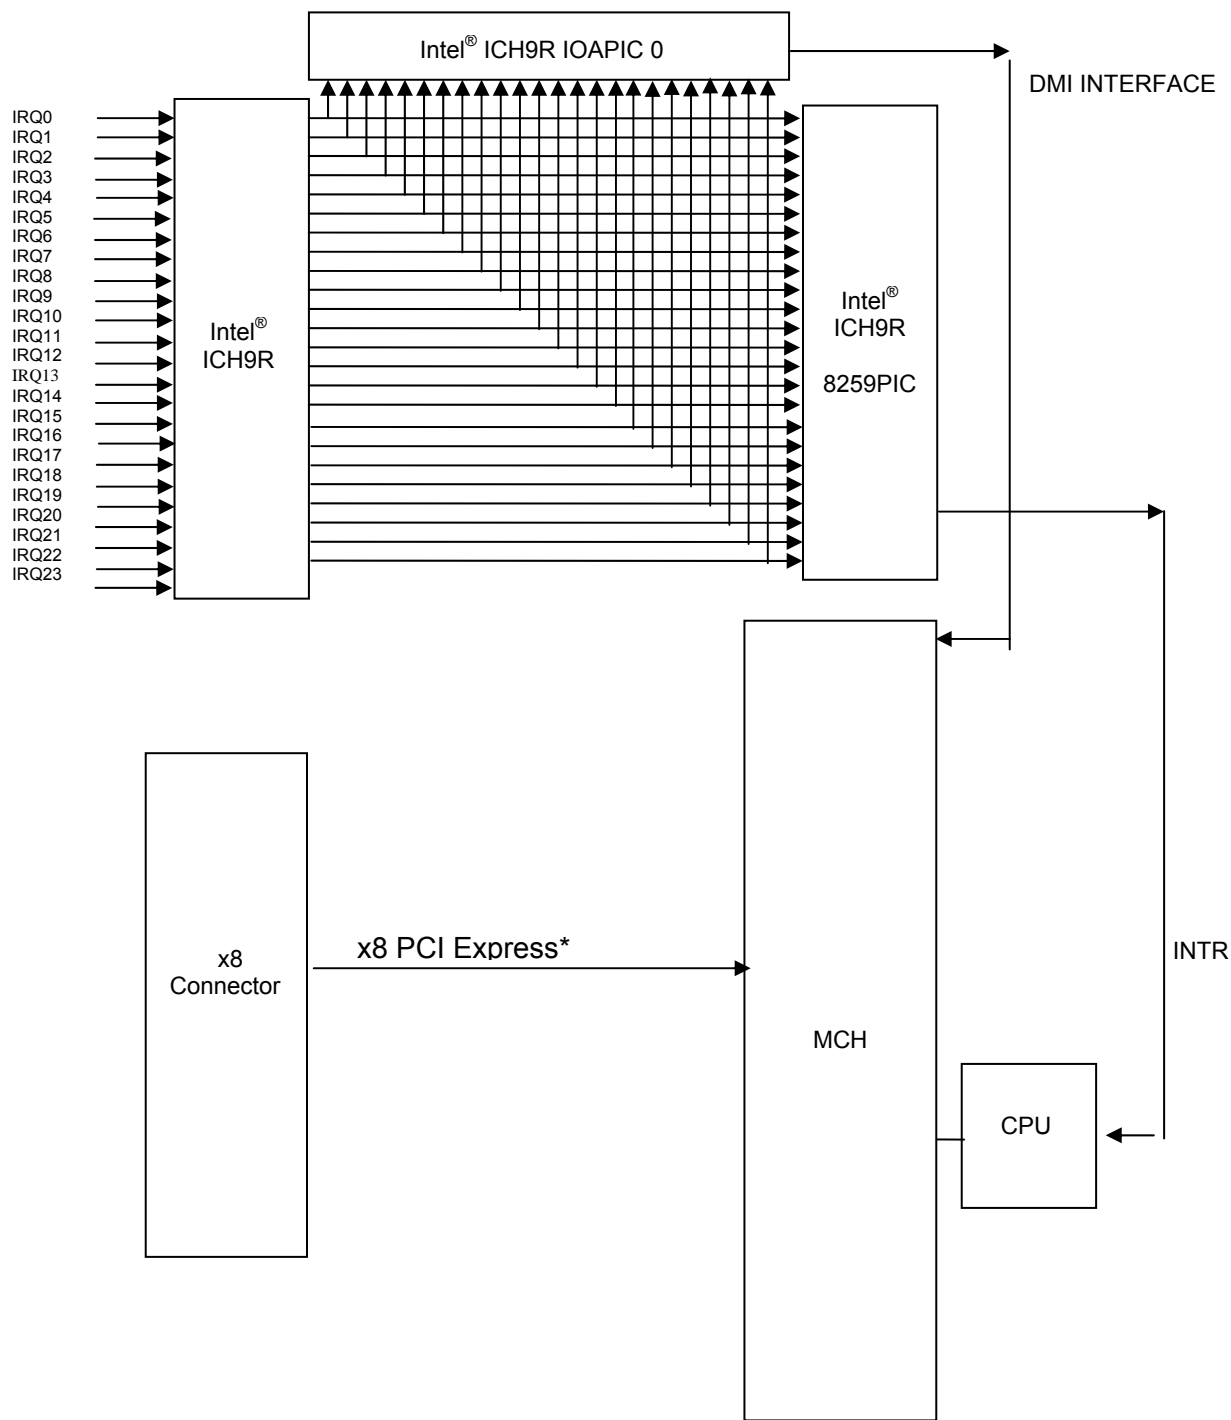 Intel® ICH9R IOAPIC 0
DMI INTERFACE
IRQ0
IRQ1
IRQ2
IRQ3
IRQ4
IRQ5
IRQ6
IRQ7
IRQ8
IRQ9
IRQ10
IRQ11
IRQ12
IRQ13
IRQ14
IRQ15
IRQ16
IRQ17
IRQ18
IRQ19
IRQ20
IRQ21
IRQ22
IRQ23
Intel®
ICH9R
Intel®
ICH9R
8259PIC
x8
Connector
x8 PCI Express*
MCH
INTR
CPU